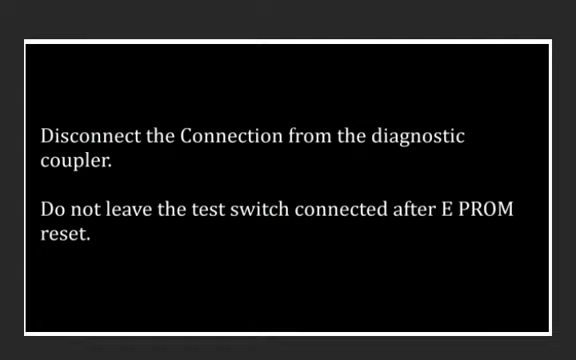 Disconnect the Connection from the diagnostic
coupler.
Do not leave the test switch connected after E PROM
reset.